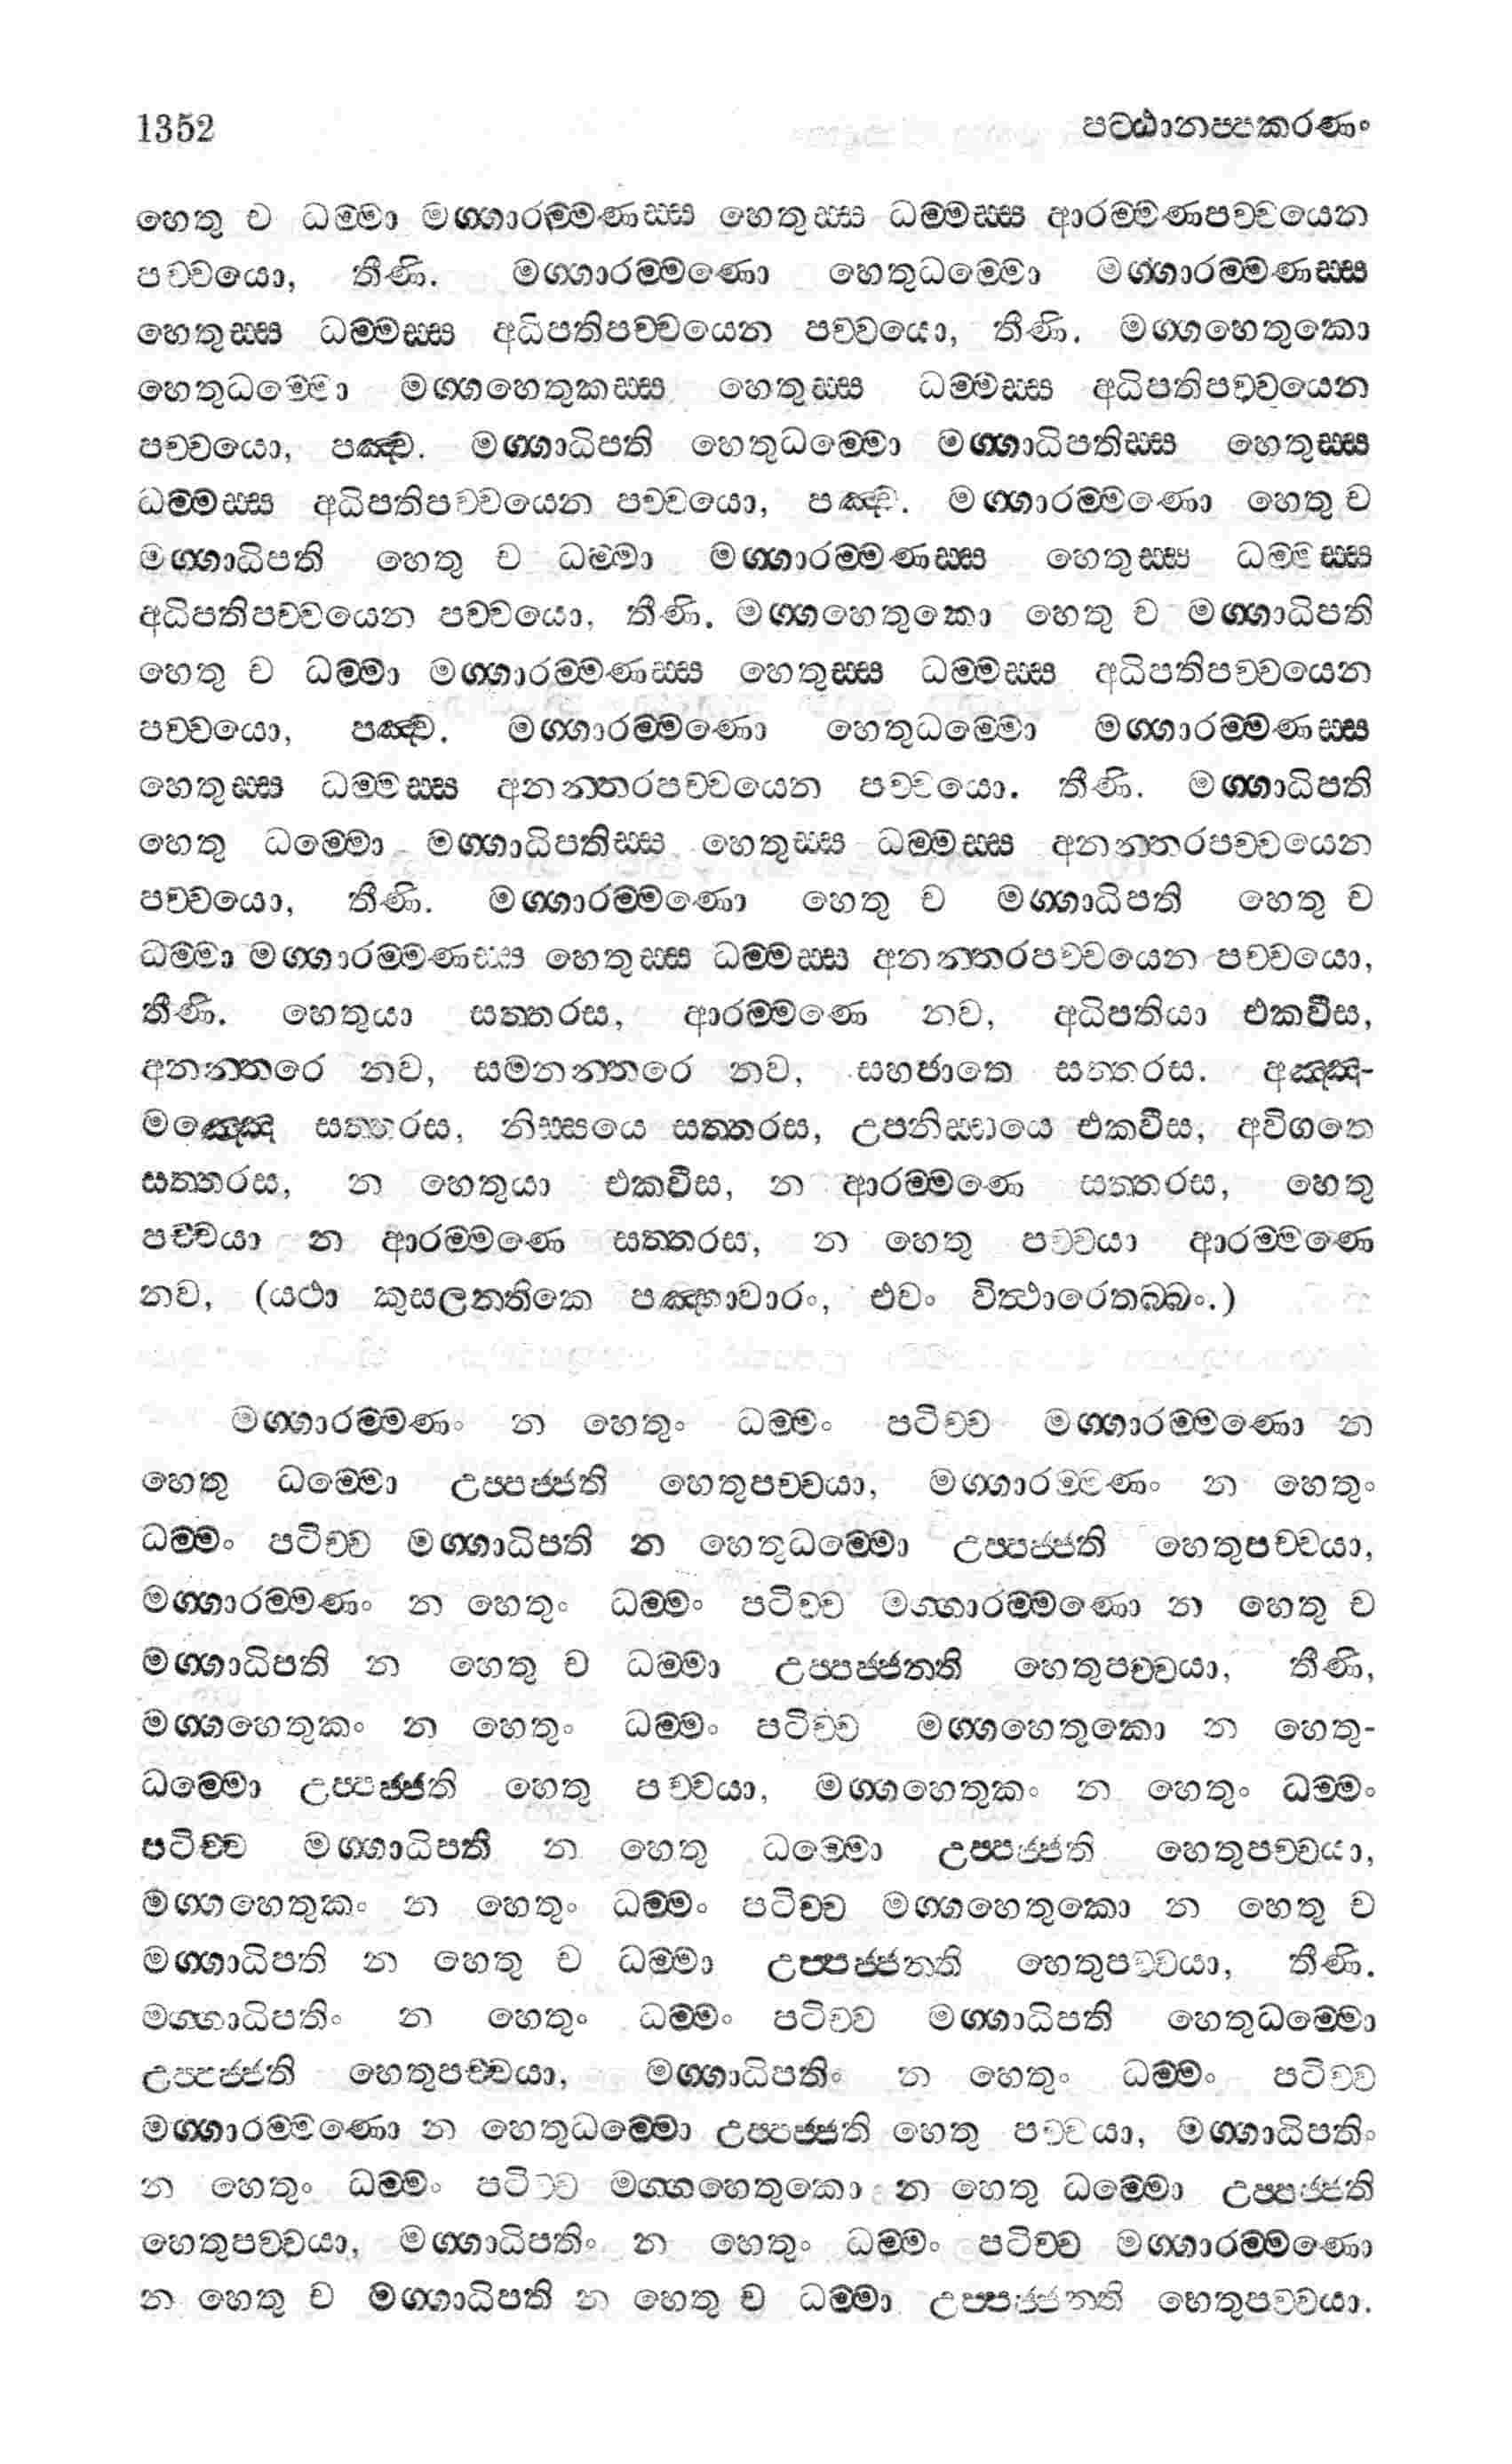 1352 පට්ඨානප්පකරණං
හෙතු ච ධම්මා මග්ගාරම්මණස්ස හෙතුස්ස ධම්මස්ස ආරම්මණපච්චයෙන
පච්චයො, තීණි. මග්ගාරම්මණො හෙතුධම්මො මග්ගාරම්මණස්ස
හෙතුස්ස ධම්මස්ස අධිපතිපච්චයෙන පච්චයො, තීණි. මග්ගහෙතුකො
හෙතුධම්මො මග්ගහෙතුකස්ස හෙතුස්ස ධම්මස්ස අධිපතිපච්චයෙන
පච්චයො, පඤ්ච. මග්ගාධිපති හෙතුධම්මො මග්ගාධිපතිස්ස හෙතුස්ස
ධම්මස්ස අධිපතිපච්චයෙන පච්චයො, පඤ්ච. මග්ගාරම්මණො හෙතු ච
මග්ගාධිපති හෙතු ච ධම්මා මග්ගාරම්මණස්ස හෙතුස්ස ධම්මස්ස
අධිපතිපච්චයෙන පච්චයො, තීණි. මග්ගහෙතුකො හෙතු ච මග්ගාධිපති
හෙතු ච ධම්මා මග්ගාරම්මණස්ස හෙතුස්ස ධම්මස්ස අධිපතිපච්චයෙන
පච්චයො, පඤ්ච. මග්ගාරම්මණො හෙතුධම්මො මග්ගාරම්මණස්ස
හෙතුස්ස ධම්මස්ස අනන්තරපච්චයෙන පච්චයො. තීණි. මග්ගාධිපති
හෙතු ධම්මො මග්ගාධිපතිස්ස හෙතුස්ස ධම්මස්ස අනන්තරපච්චයෙන
පච්චයො, තීණි. මග්ගාරම්මණො හෙතු ච මග්ගාධිපති හෙතු ච
ධම්මා මග්ගාරම්මණස්ස හෙතුස්ස ධම්මස්ස අනන්තරපච්චයෙන පච්චයො,
තීණි. හෙතුයා සත්තරස, ආරම්මණෙ නව, අධිපතියා එකවීස,
අනන්තරෙ නව, සමනන්තරෙ නව, සහජාතෙ සත්තරස. අඤ්ඤ-
මඤ්ඤෙ සත්තරස, නිස්සයෙ සත්තරස, උපනිස්සයෙ එකවීස, අවිගතෙ
සත්තරස, න හෙතුයා එකවීස, න ආරම්මණෙ සත්තරස, හෙතු
පච්චයා න ආරම්මණෙ සත්තරස, න හෙතු පච්චයා ආරම්මණෙ
නව, (යථා කුසලත්තිකෙ පඤ්හාවාරං, එවං විත්ථාරෙතබ්බං.)
මග්ගාරම්මණං න හෙතුං ධම්මං පටිච්ච මග්ගාරම්මණො න
හෙතු ධම්මො උප්පජ්ජති හෙතුපච්චයා, මග්ගාරම්මණං න හෙතුං
ධම්මං පටිච්ච මග්ගාධිපති න හෙතුධම්මො උප්පජ්ජති හෙතුපච්චයා,
මග්ගාරම්මණං න හෙතුං ධම්මං පටිච්ච මග්ගාරම්මණො න හෙතු ච
මග්ගාධිපති න හෙතු ච ධම්මා උප්පජ්ජන්ති හෙතුපච්චයා, තීණි,
මග්ගහෙතුකං න හෙතුං ධම්මං පටිච්ච මග්ගහෙතුකො න හෙතු-
ධම්මො උප්පජ්ජති හෙතු පච්චයා, මග්ගහෙතුකං න හෙතුං ධම්මං
පටිච්ච මග්ගාධිපති න හෙතු ධම්මො උප්පජ්ජති හෙතුපච්චයා,
මග්ගහෙතුකං න හෙතුං ධම්මං පටිච්ච මග්ගහෙතුකො න හෙතු ච
මග්ගාධිපති න හෙතු ච ධම්මා උප්පජ්ජන්ති හෙතුපච්චයා, තීණි.
මග්ගාධිපතිං න හෙතුං ධම්මං පටිච්ච මග්ගාධිපති හෙතුධම්මො
උප්පජ්ජති හෙතුපච්චයා, මග්ගාධිපතිං න හෙතුං ධම්මං පටිච්ච
මග්ගාරම්මණො න හෙතුධම්මො උප්පජ්ජති හෙතු පච්චයා, මග්ගාධිපතිං
න හෙතුං ධම්මං පටිච්ච මග්ගහෙතුකො න හෙතු ධම්මො උප්පජ්ජති
හෙතුපච්චයා, මග්ගාධිපතිං න හෙතුං ධම්මං පටිච්ච මග්ගාරම්මණො
න හෙතු ච මග්ගාධිපති න හෙතු ච ධම්මා උප්පජ්ජන්ති හෙතුපච්චයා.